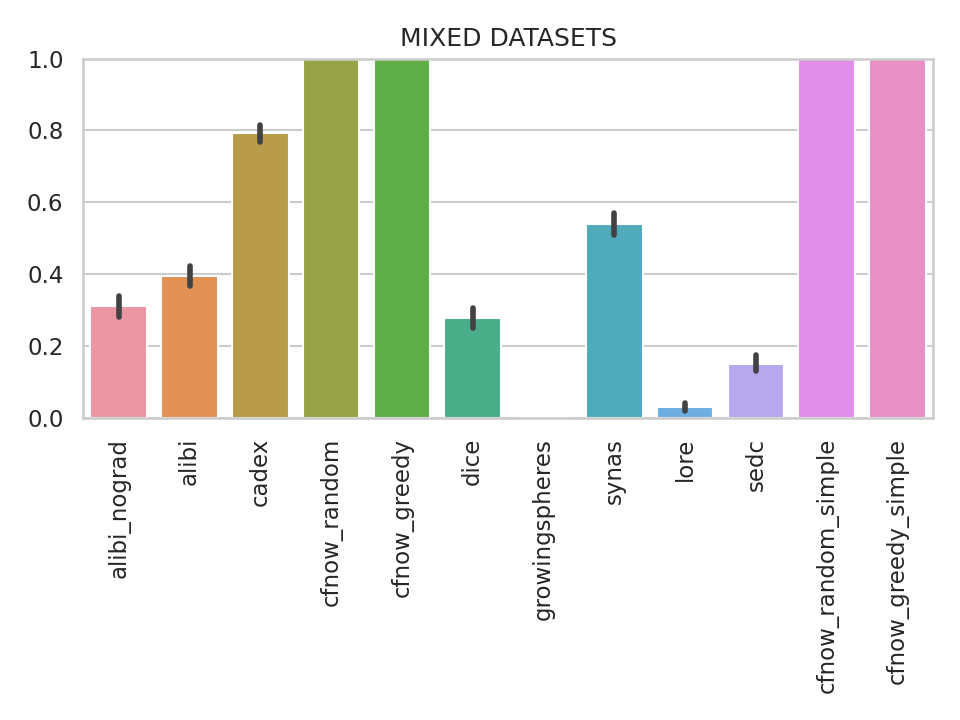 MIXED DATASETS
1.0
0.8
0.6
0.4
0.2
0.0
alibi_nograd
alibi
cadex
cfnow_random
cfnow_greedy
dice
growingspheres
synas
lore
sedc
cfnow_random_simple
cfnow_greedy_simple